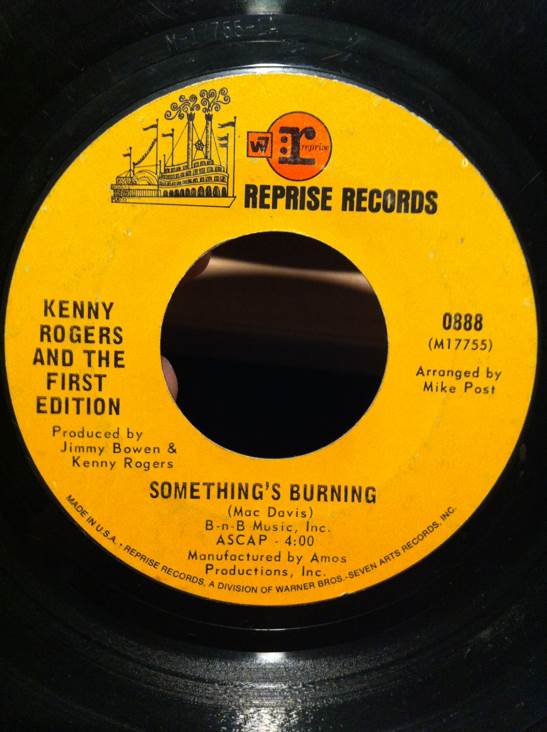 W7
r
reprise
REPRISE RECORDS
KENNY
ROGERS
AND THE
FIRST
EDITION
Produced by
Jimmy Bowen &
Kenny Rogers
0888
(M17755)
Arranged by
Mike Post
SOMETHING'S BURNING
(Mac Davis)
B-n-B Music, Inc.
ASCAP - 4:00
Manufactured by Amos
Productions, Inc.
MADE IN U.S.A. • REPRISE RECORDS, A DIVISION OF WARNER BROS.-SEVEN ARTS RECORDS, INC.